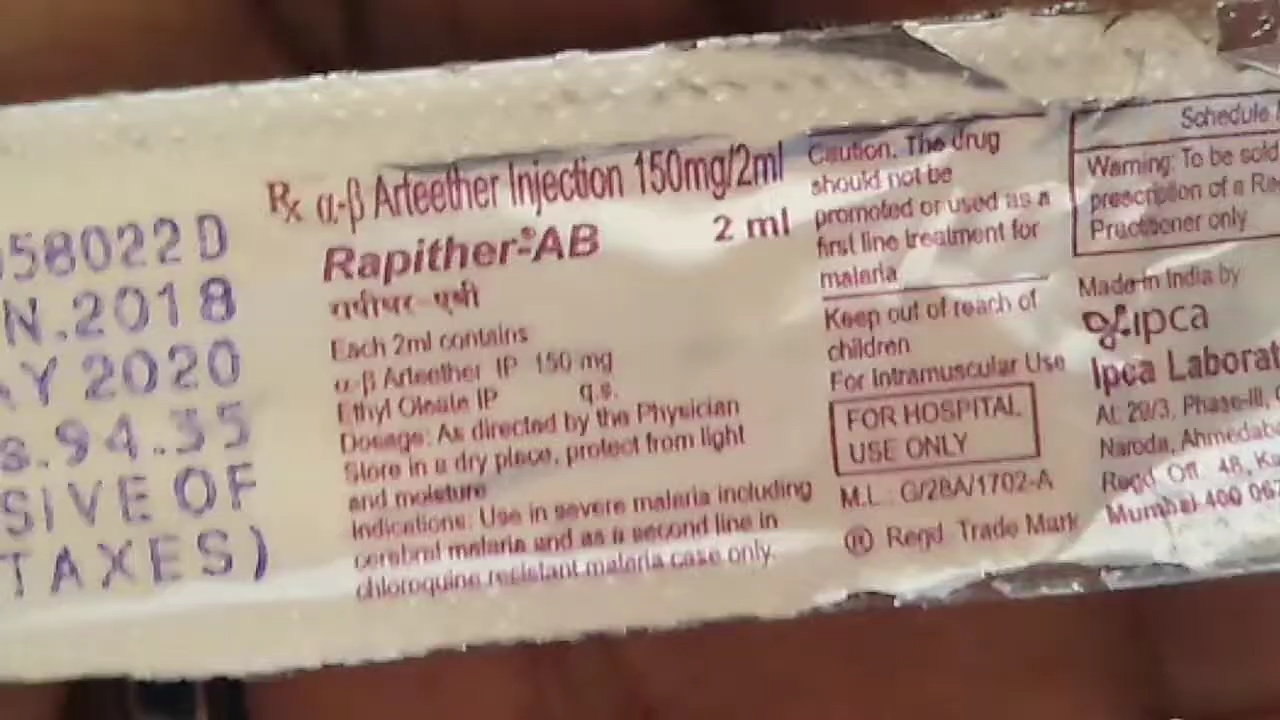 58022D
N.2018
Y 2020
s.94.35
SIVE OF
TAXES)
Rx α-β Arteether Injection 150mg/2ml
Rapither-AB 2 ml
रापीथर-एबी
Each 2ml contains
α-β Arteether IP 150 mg
Ethyl Oleate IP q.s.
Dosage: As directed by the Physician
Store in a dry place, protect from light
and moisture
Indications: Use in severe malaria including
cerebral malaria and as a second line in
chloroquine resistant malaria case only.
Caution. The drug
should not be
promoted or used as a
first line treatment for
malaria
Keep out of reach of
children
For Intramuscular Use
FOR HOSPITAL
USE ONLY
M.L.: G/28A/1702-A
® Regd. Trade Mark
Schedule
Warning: To be sold
prescription of a Re
Practitioner only
Made in India by
ipca
Ipca Laborat
At: 29/3, Phase-III,
Naroda, Ahmedab
Regd. Off. 48, Ka
Mumbai 400 067